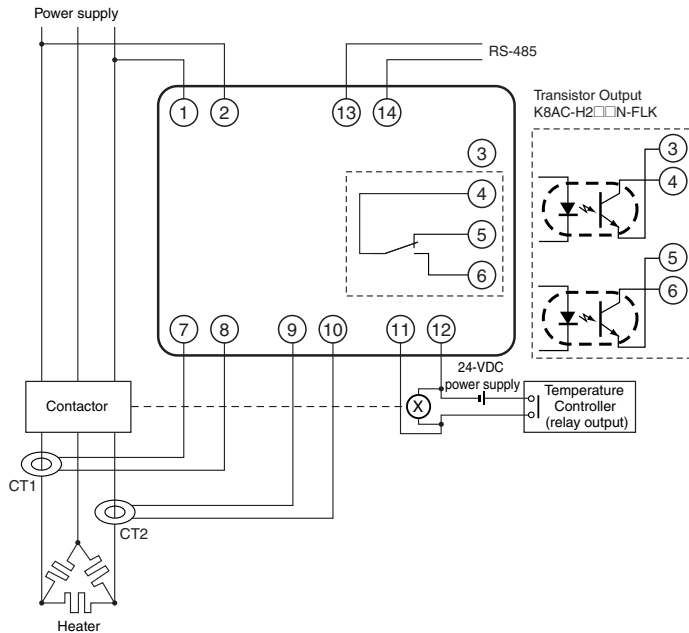 Power supply
RS-485
1 2 13 14
Transistor Output
K8AC-H2□□N-FLK
3
4
5
6
3
4
5
6
7 8 9 10 11 12
24-VDC
power supply
Contactor
X
Temperature
Controller
(relay output)
CT1
CT2
Heater